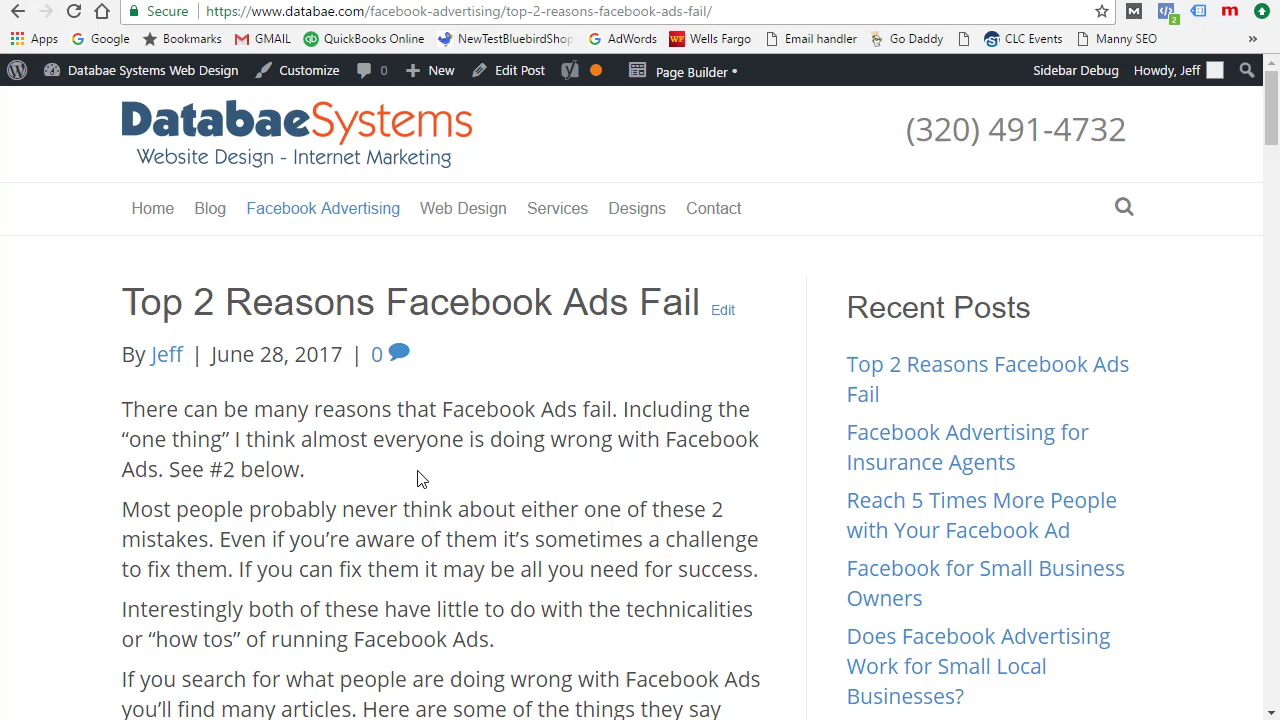 Secure https://www.databae.com/facebook-advertising/top-2-reasons-facebook-ads-fail/
Apps Google Bookmarks GMAIL QuickBooks Online NewTestBluebirdShop AdWords Wells Fargo Email handler Go Daddy CLC Events Manny SEO »
Databae Systems Web Design Customize 0 New Edit Post Page Builder • Sidebar Debug Howdy, Jeff
DatabaeSystems
Website Design - Internet Marketing
(320) 491-4732
Home Blog Facebook Advertising Web Design Services Designs Contact
Top 2 Reasons Facebook Ads Fail Edit
By Jeff | June 28, 2017 | 0
There can be many reasons that Facebook Ads fail. Including the
“one thing” I think almost everyone is doing wrong with Facebook
Ads. See #2 below.
Most people probably never think about either one of these 2
mistakes. Even if you’re aware of them it’s sometimes a challenge
to fix them. If you can fix them it may be all you need for success.
Interestingly both of these have little to do with the technicalities
or “how tos” of running Facebook Ads.
If you search for what people are doing wrong with Facebook Ads
you’ll find many articles. Here are some of the things they say
Recent Posts
Top 2 Reasons Facebook Ads
Fail
Facebook Advertising for
Insurance Agents
Reach 5 Times More People
with Your Facebook Ad
Facebook for Small Business
Owners
Does Facebook Advertising
Work for Small Local
Businesses?